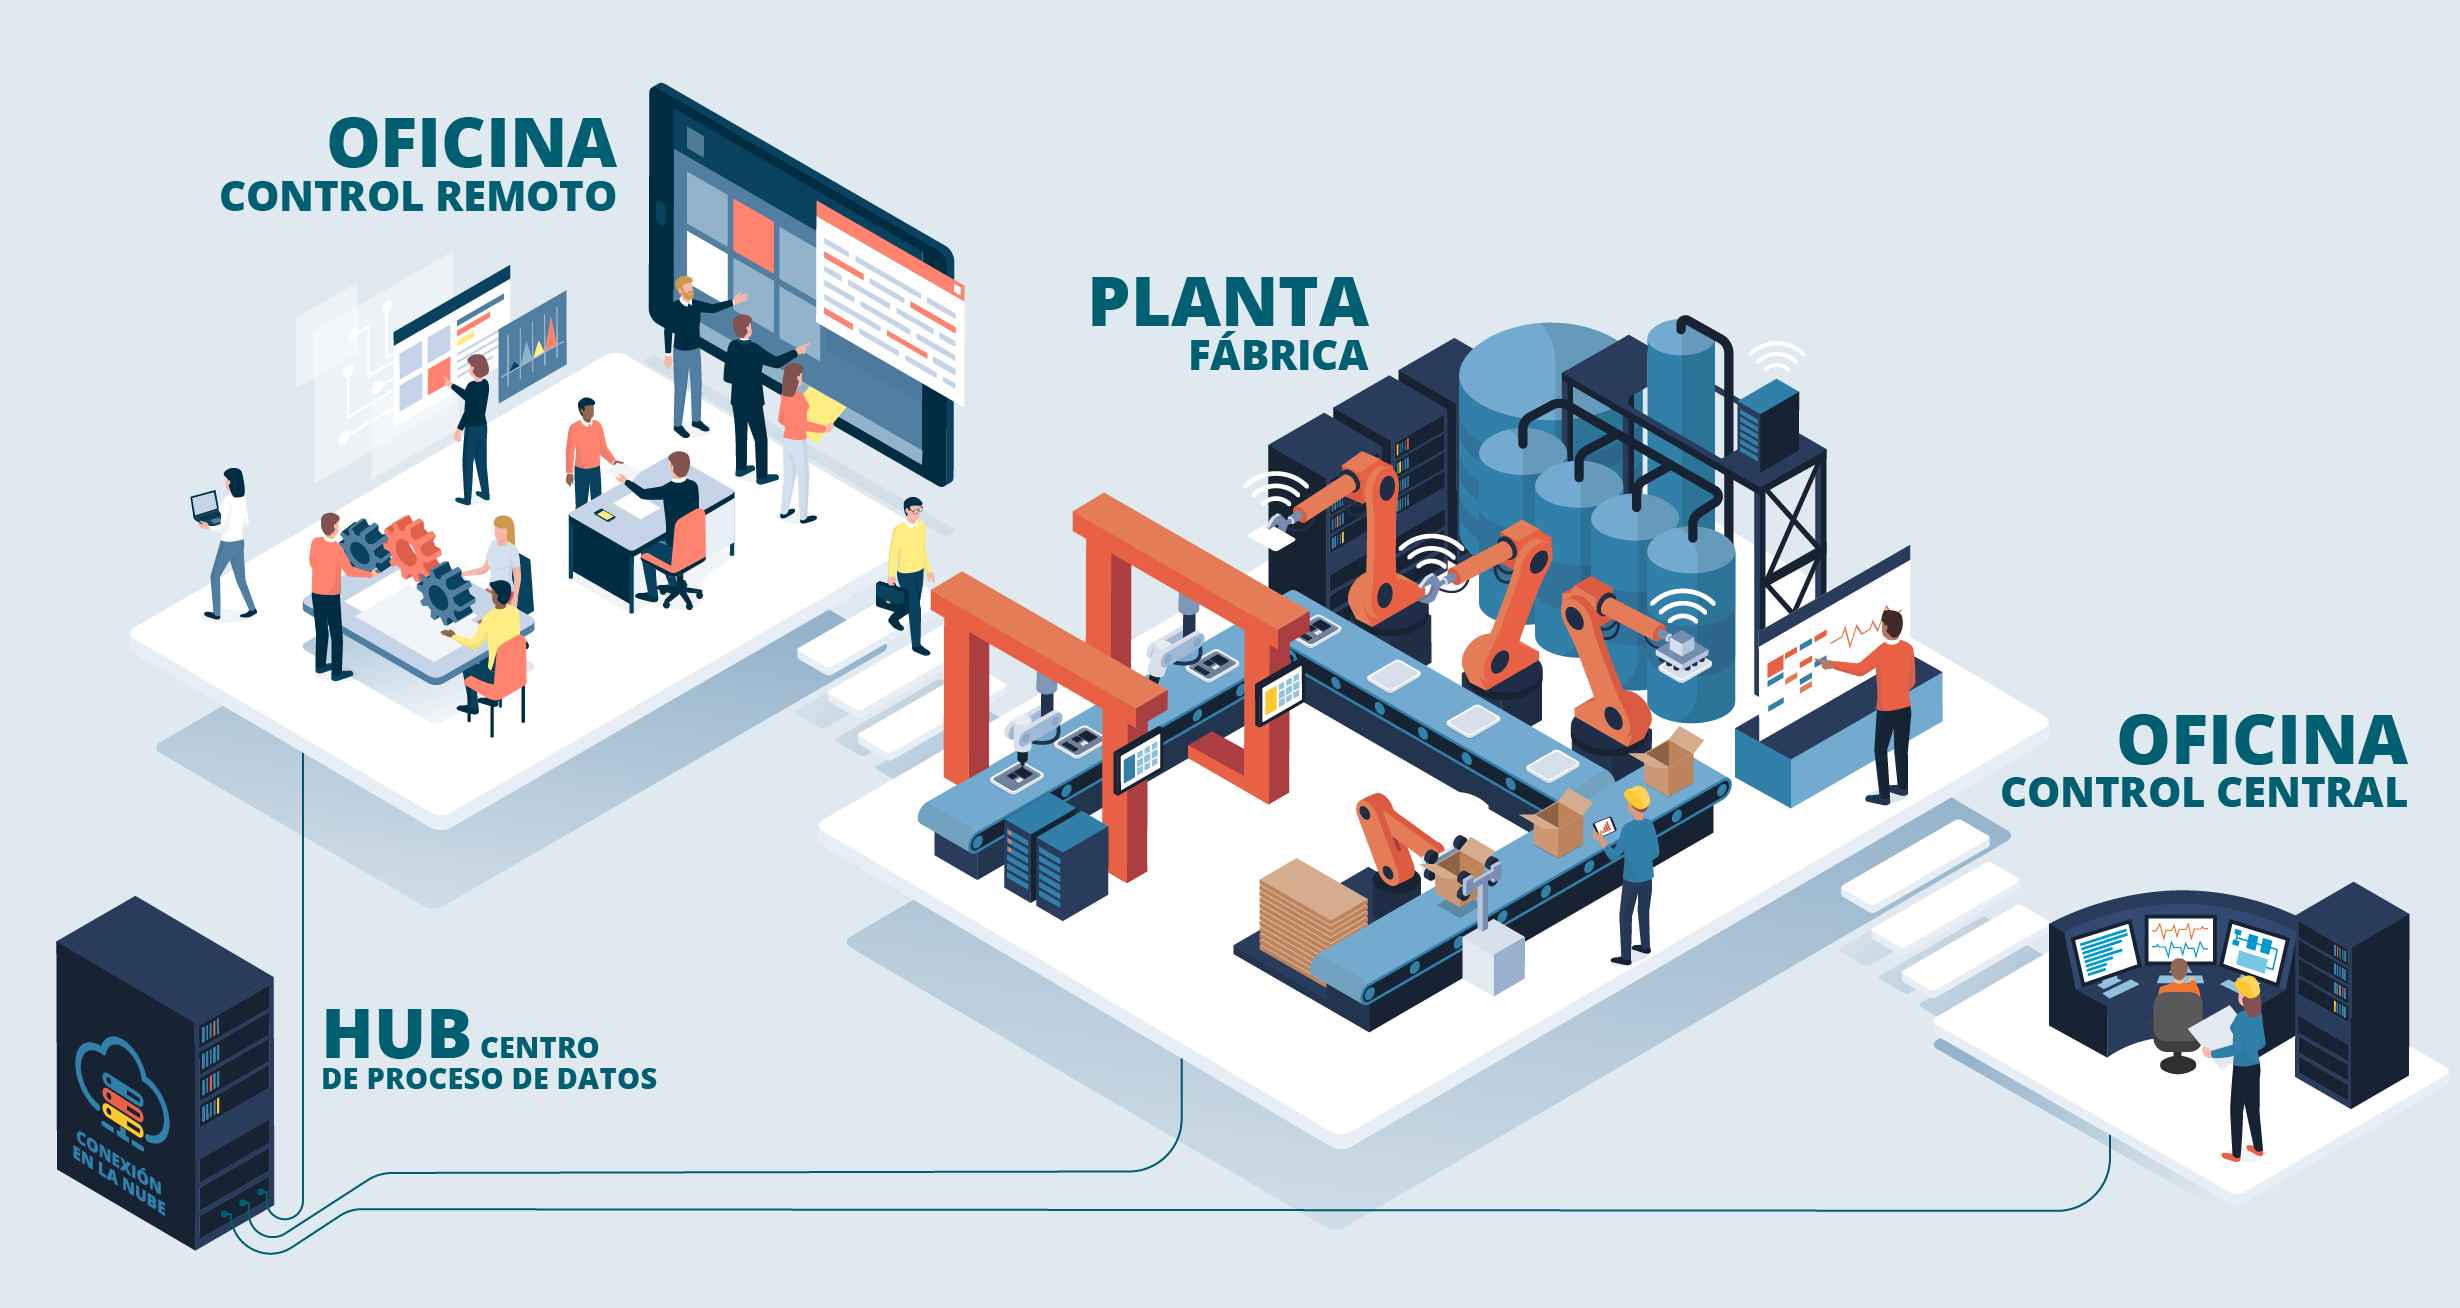 OFICINA
CONTROL REMOTO
PLANTA
FÁBRICA
OFICINA
CONTROL CENTRAL
HUB CENTRO
DE PROCESO DE DATOS
CONEXIÓN
EN LA NUBE